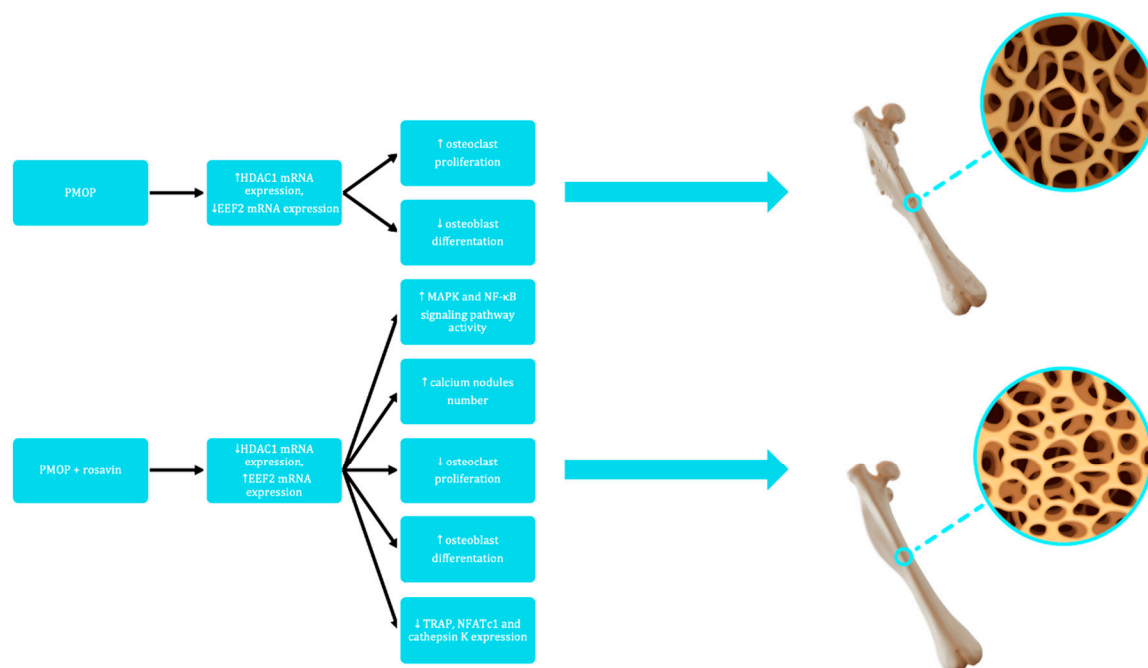 PMOP
↑HDAC1 mRNA
expression,
↓EEF2 mRNA expression
↑ osteoclast
proliferation
↓ osteoblast
differentation
PMOP + rosavin
↓HDAC1 mRNA
expression,
↑EEF2 mRNA
expression
↑ MAPK and NF-κB
signaling pathway
activity
↑ calcium nodules
number
↓ osteoclast
proliferation
↑ osteoblast
differentation
↓ TRAP, NFATc1 and
cathepsin K expression